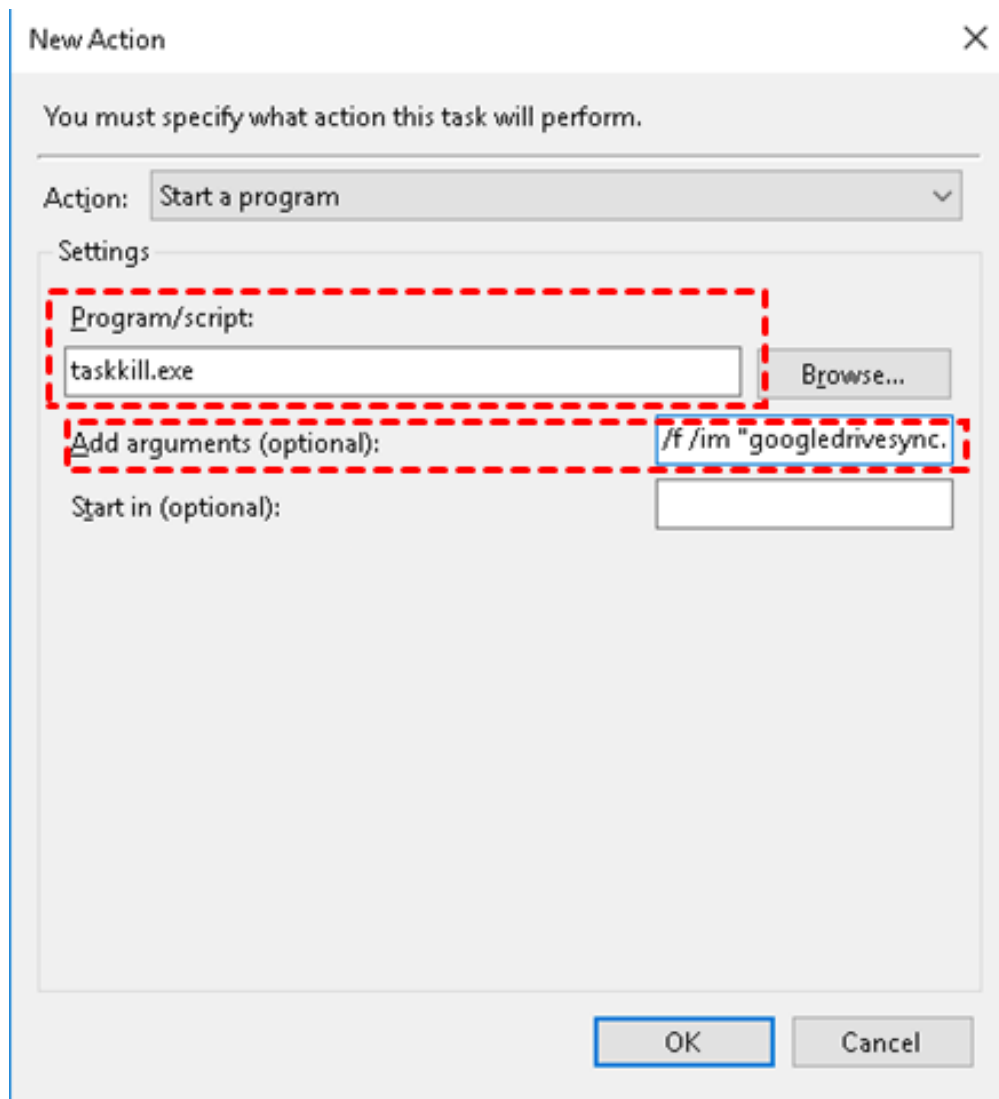 New Action
You must specify what action this task will perform.
Action: Start a program
Settings
Program/script:
taskkill.exe
Browse...
Add arguments (optional): /f /im "googledrivesync.
Start in (optional):
OK Cancel